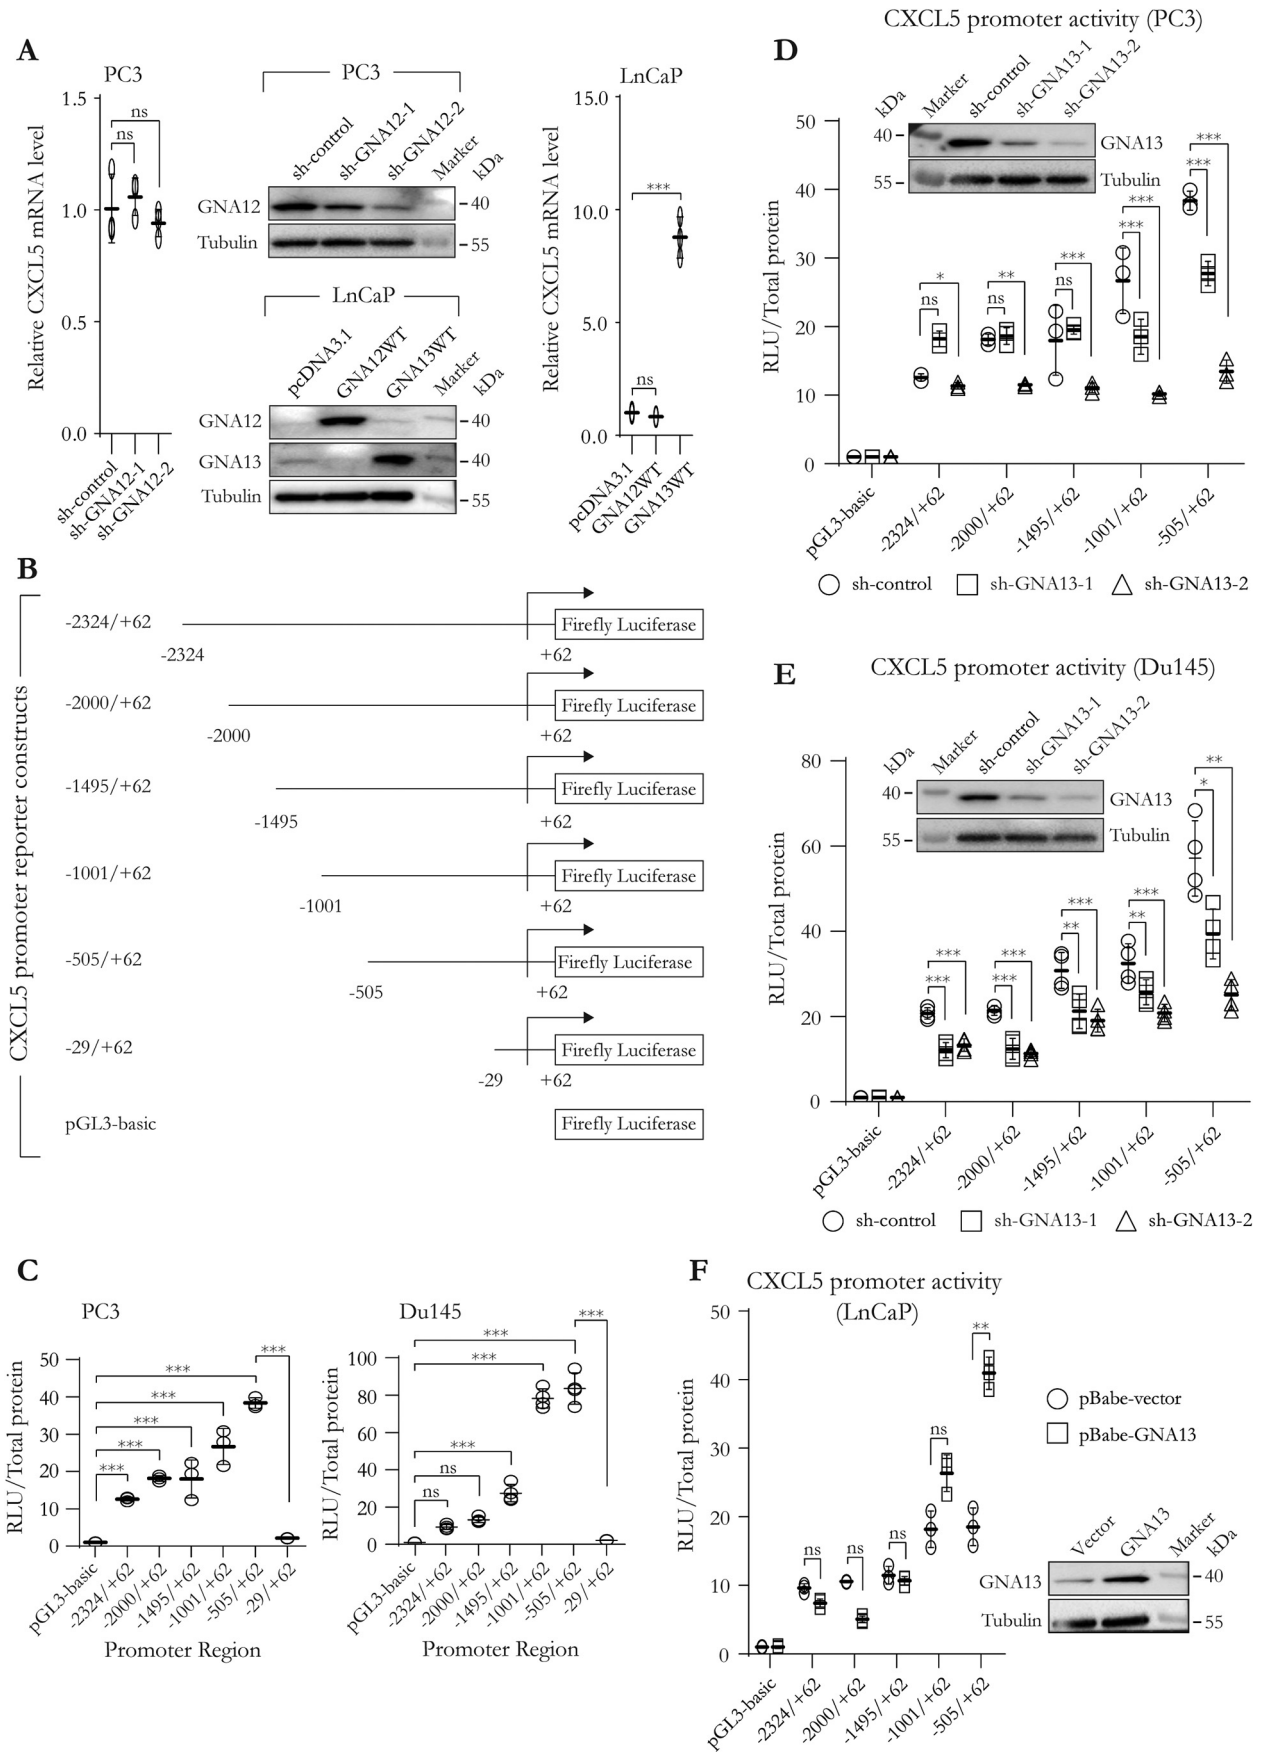 A
PC3
1.5
1.0
0.5
0.0
Relative CXCL5 mRNA level
ns
ns
sh-control
sh-GNA12-1
sh-GNA12-2
PC3
sh-control
sh-GNA12-1
sh-GNA12-2
Marker
kDa
GNA12
40
Tubulin
55
LnCaP
pcDNA3.1
GNA12WT
GNA13WT
Marker
kDa
GNA12
40
GNA13
40
Tubulin
55
LnCaP
15.0
10.0
5.0
0.0
Relative CXCL5 mRNA level
***
ns
pcDNA3.1
GNA12WT
GNA13WT
B
CXCL5 promoter reporter constructs
-2324/+62
Firefly Luciferase
-2324
+62
-2000/+62
Firefly Luciferase
-2000
+62
-1495/+62
Firefly Luciferase
-1495
+62
-1001/+62
Firefly Luciferase
-1001
+62
-505/+62
Firefly Luciferase
-505
+62
-29/+62
Firefly Luciferase
-29
+62
pGL3-basic
Firefly Luciferase
C
PC3
50
40
30
20
10
0
RLU/Total protein
***
***
***
***
***
***
pGL3-basic
-2324/+62
-2000/+62
-1495/+62
-1001/+62
-505/+62
-29/+62
Promoter Region
Du145
100
80
60
40
20
0
RLU/Total protein
***
***
***
***
ns
ns
pGL3-basic
-2324/+62
-2000/+62
-1495/+62
-1001/+62
-505/+62
-29/+62
Promoter Region
D
CXCL5 promoter activity (PC3)
kDa
Marker
sh-control
sh-GNA13-1
sh-GNA13-2
40
GNA13
55
Tubulin
50
40
30
20
10
0
RLU/Total protein
*
ns
**
ns
***
ns
***
***
***
***
pGL3-basic
-2324/+62
-2000/+62
-1495/+62
-1001/+62
-505/+62
sh-control
sh-GNA13-1
sh-GNA13-2
E
CXCL5 promoter activity (Du145)
kDa
Marker
sh-control
sh-GNA13-1
sh-GNA13-2
40
GNA13
55
Tubulin
80
60
40
20
0
RLU/Total protein
***
***
***
***
***
**
***
**
**
*
pGL3-basic
-2324/+62
-2000/+62
-1495/+62
-1001/+62
-505/+62
sh-control
sh-GNA13-1
sh-GNA13-2
F
CXCL5 promoter activity
(LnCaP)
50
40
30
20
10
0
RLU/Total protein
ns
ns
ns
ns
**
pGL3-basic
-2324/+62
-2000/+62
-1495/+62
-1001/+62
-505/+62
pBabe-vector
pBabe-GNA13
Vector
GNA13
Marker
kDa
GNA13
40
Tubulin
55